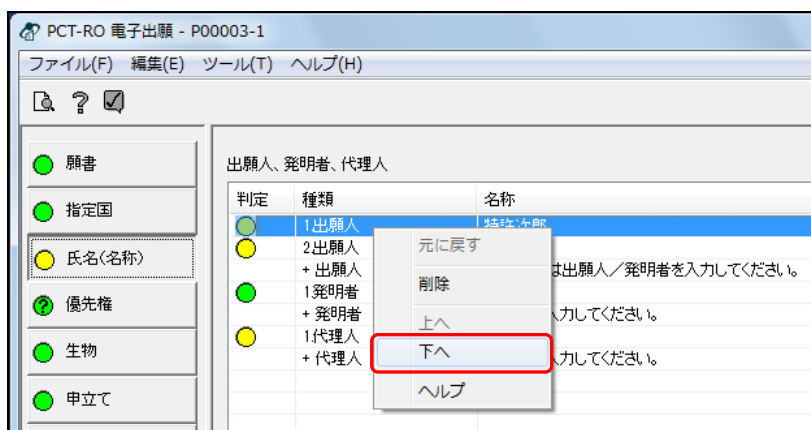 PCT-RO 電子出願 - P00003-1
ファイル(F) 編集(E) ツール(T) ヘルプ(H)
願書
指定国
氏名(名称)
優先権
生物
申立て
出願人、発明者、代理人
判定 種類 名称
1出願人 特許次郎
2出願人
+ 出願人 は出願人／発明者を入力してください。
1発明者
+ 発明者 入力してください。
1代理人
+ 代理人 入力してください。
元に戻す
削除
上へ
下へ
ヘルプ